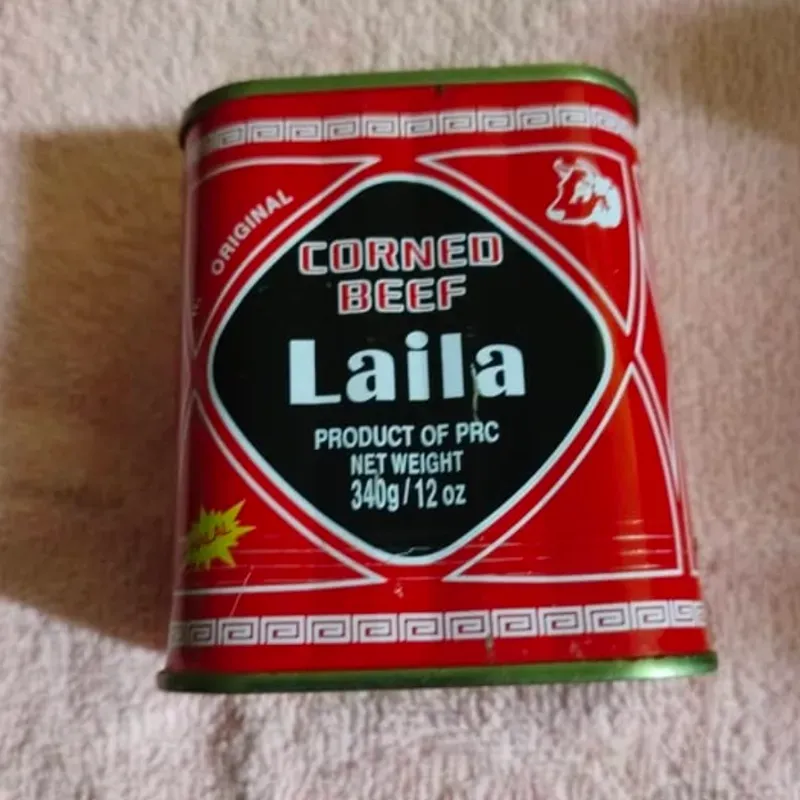 ORIGINAL
CORNED
BEEF
Laila
PRODUCT OF PRC
NET WEIGHT
340g/12 oz